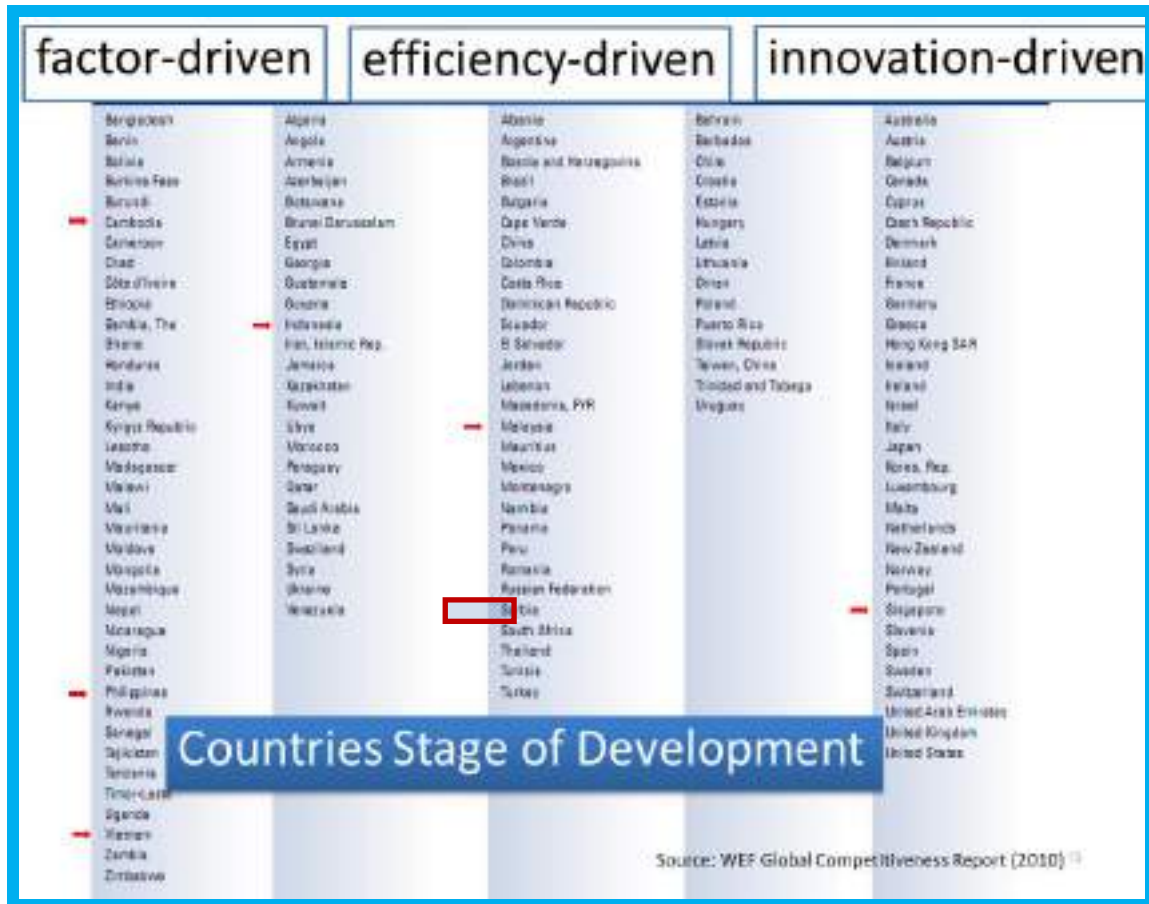 factor-driven
efficiency-driven
innovation-driven
Bangladesh
Benin
Bolivia
Burkina Faso
Burundi
Cambodia
Cameroon
Chad
Côte d'Ivoire
Ethiopia
Gambia, The
Ghana
Honduras
India
Kenya
Kyrgyz Republic
Lesotho
Madagascar
Malawi
Mali
Mauritania
Moldova
Mongolia
Mozambique
Nepal
Nicaragua
Nigeria
Pakistan
Philippines
Rwanda
Senegal
Tajikistan
Tanzania
Timor-Leste
Uganda
Vietnam
Zambia
Zimbabwe
Algeria
Angola
Armenia
Azerbaijan
Botswana
Brunei Darussalam
Egypt
Georgia
Guatemala
Guyana
Indonesia
Iran, Islamic Rep.
Jamaica
Kazakhstan
Kuwait
Libya
Morocco
Paraguay
Qatar
Saudi Arabia
Sri Lanka
Swaziland
Syria
Ukraine
Venezuela
Albania
Argentina
Bosnia and Herzegovina
Brazil
Bulgaria
Cape Verde
China
Colombia
Costa Rica
Dominican Republic
Ecuador
El Salvador
Jordan
Lebanon
Macedonia, FYR
Malaysia
Mauritius
Mexico
Montenegro
Namibia
Panama
Peru
Romania
Russian Federation
Serbia
South Africa
Thailand
Tunisia
Turkey
Bahrain
Barbados
Chile
Croatia
Estonia
Hungary
Latvia
Lithuania
Oman
Poland
Puerto Rico
Slovak Republic
Taiwan, China
Trinidad and Tobago
Uruguay
Australia
Austria
Belgium
Canada
Cyprus
Czech Republic
Denmark
Finland
France
Germany
Greece
Hong Kong SAR
Iceland
Ireland
Israel
Italy
Japan
Korea, Rep.
Luxembourg
Malta
Netherlands
New Zealand
Norway
Portugal
Singapore
Slovenia
Spain
Sweden
Switzerland
United Arab Emirates
United Kingdom
United States
Countries Stage of Development
Source: WEF Global Competitiveness Report (2010)